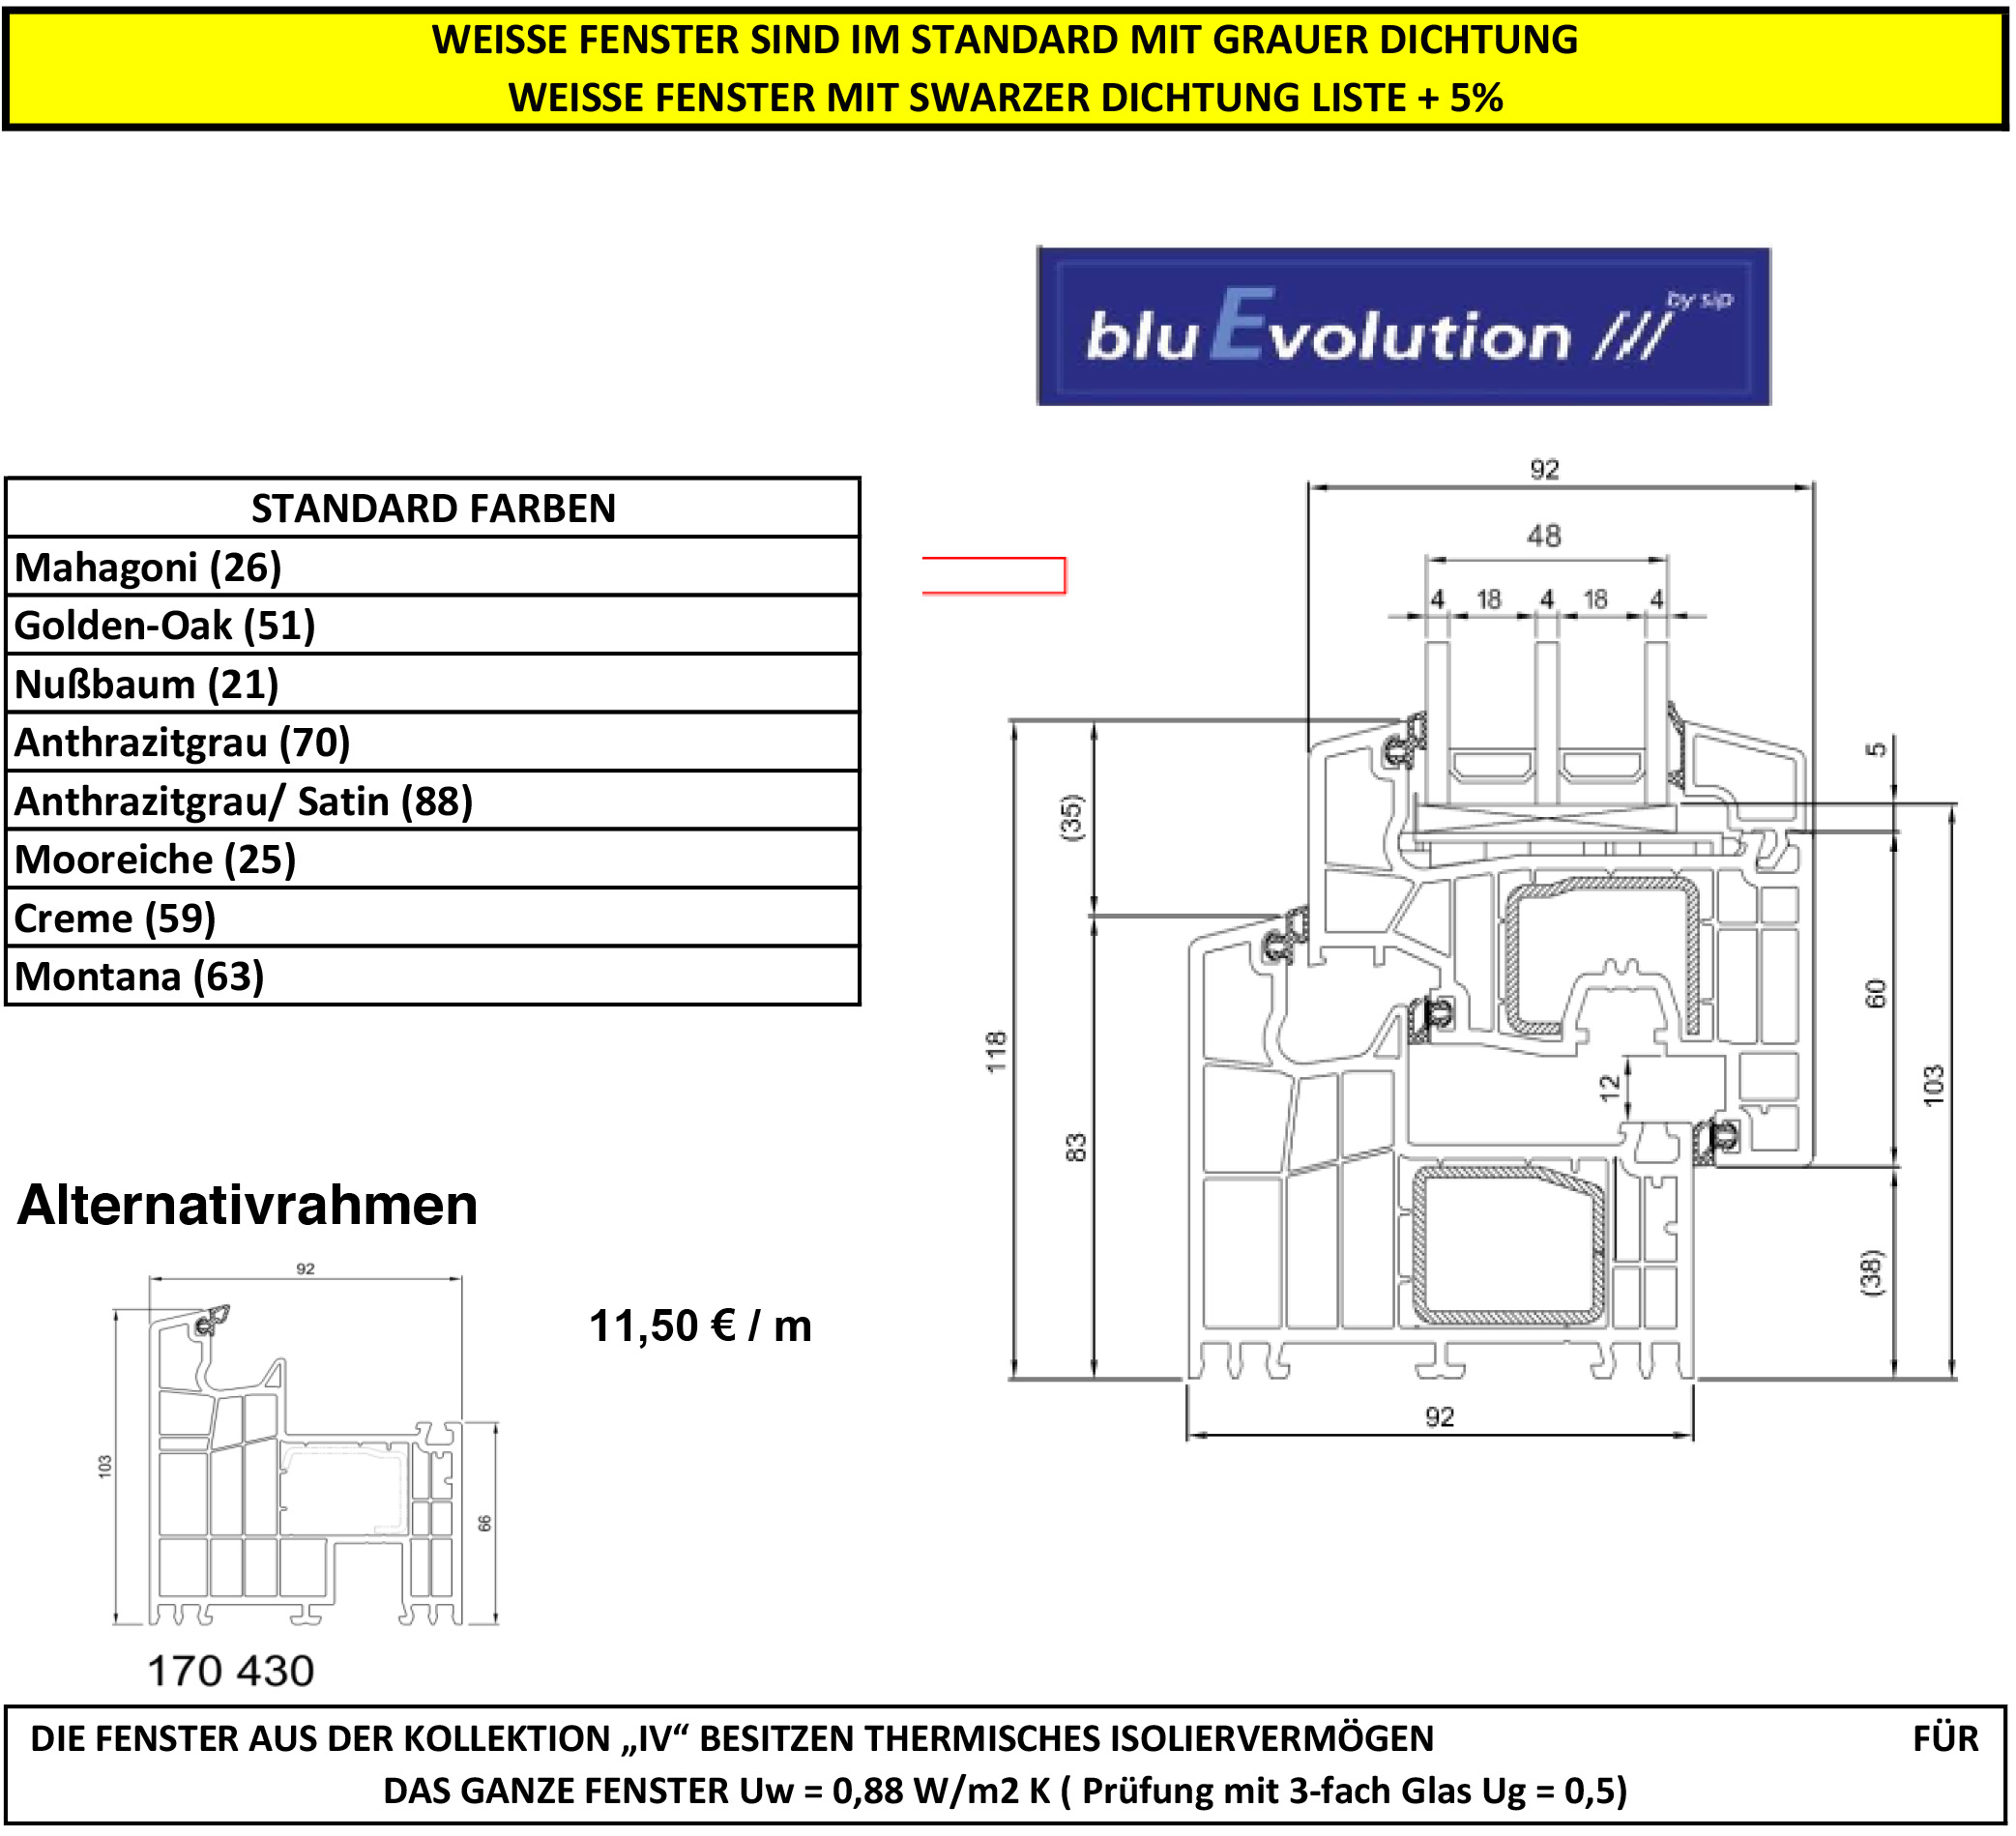 WEISSE FENSTER SIND IM STANDARD MIT GRAUER DICHTUNG
WEISSE FENSTER MIT SWARZER DICHTUNG LISTE + 5%
bluEvolution /// by sip
STANDARD FARBEN
Mahagoni (26)
Golden-Oak (51)
Nußbaum (21)
Anthrazitgrau (70)
Anthrazitgrau/ Satin (88)
Mooreiche (25)
Creme (59)
Montana (63)
92
48
4 18 4 18 4
5
(35)
60
118
12
103
83
(38)
92
Alternativrahmen
92
11,50 € / m
103
66
170 430
DIE FENSTER AUS DER KOLLEKTION „IV“ BESITZEN THERMISCHES ISOLIERVERMÖGEN FÜR
DAS GANZE FENSTER Uw = 0,88 W/m2 K ( Prüfung mit 3-fach Glas Ug = 0,5)